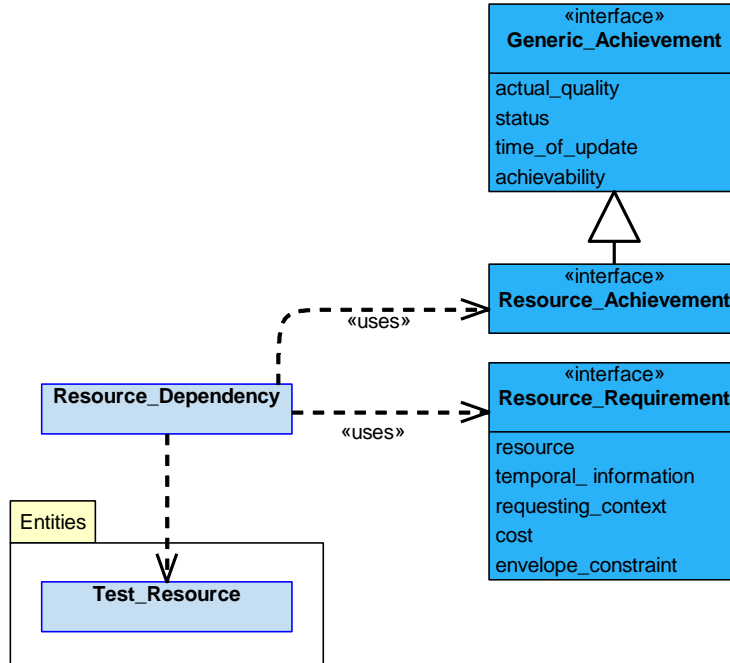 «interface»
Generic_Achievement
actual_quality
status
time_of_update
achievability
«interface»
Resource_Achievement
«uses»
Resource_Dependency
«uses»
«interface»
Resource_Requirement
resource
temporal_ information
requesting_context
cost
envelope_constraint
Entities
Test_Resource